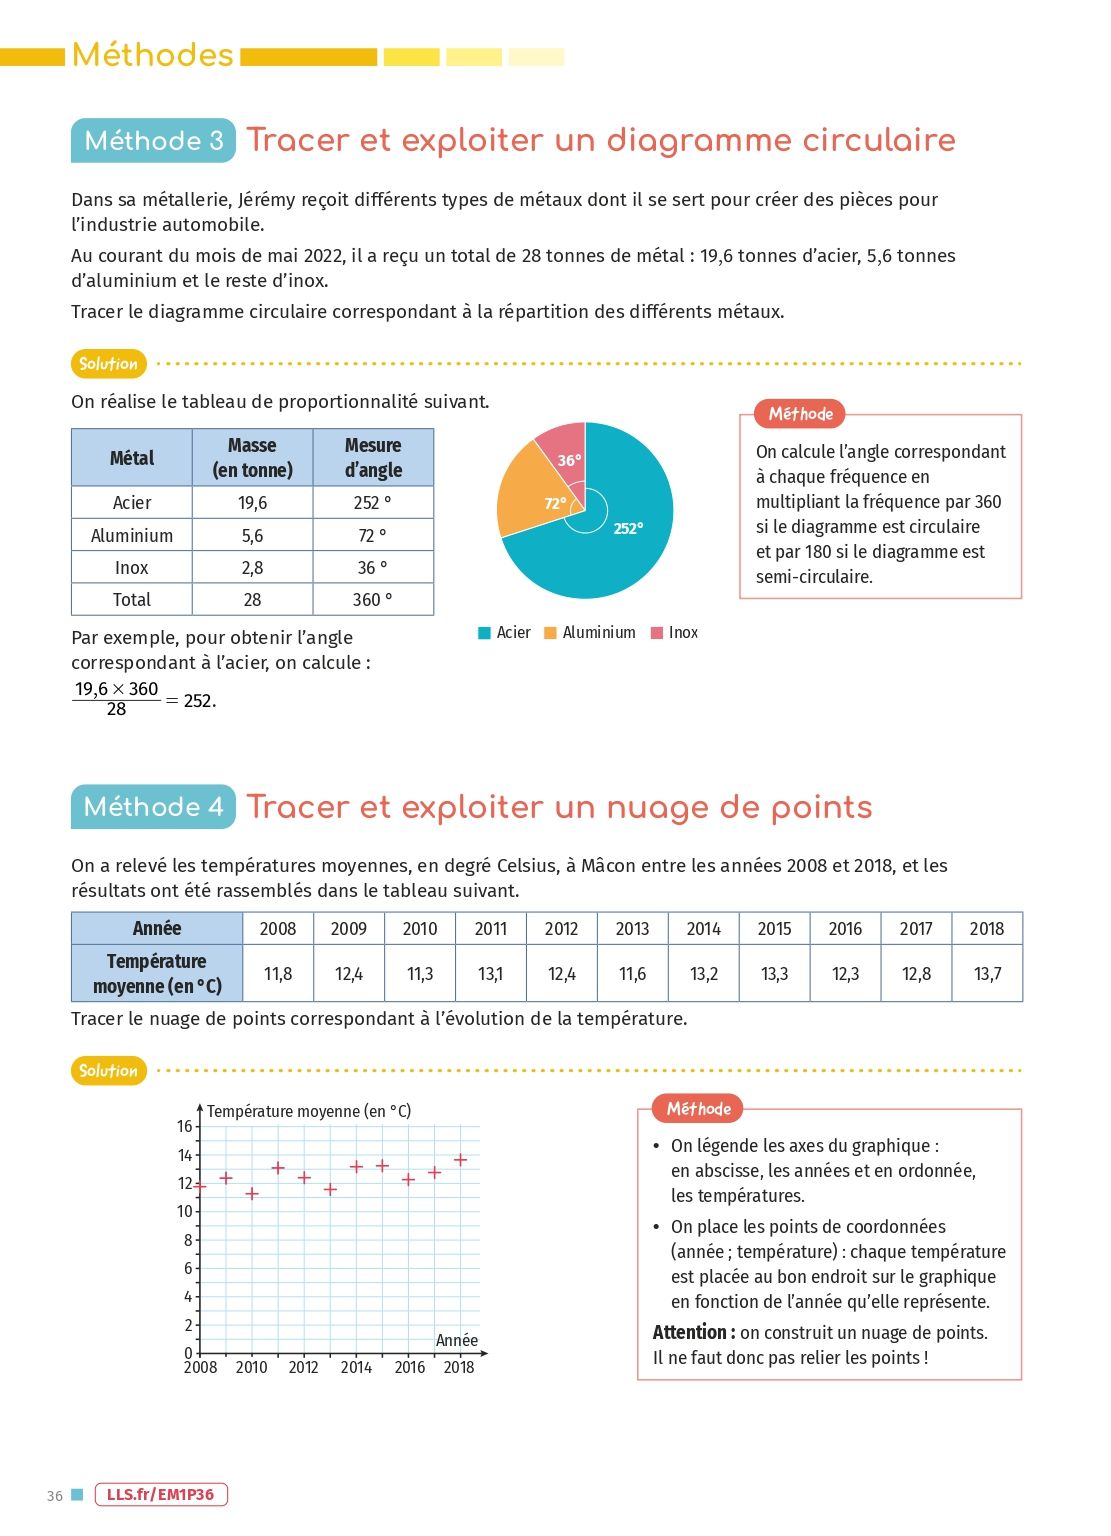 Méthodes
Méthode 3 Tracer et exploiter un diagramme circulaire
Dans sa métallerie, Jérémy reçoit différents types de métaux dont il se sert pour créer des pièces pour
l'industrie automobile.
Au courant du mois de mai 2022, il a reçu un total de 28 tonnes de métal : 19,6 tonnes d'acier, 5,6 tonnes
d'aluminium et le reste d'inox.
Tracer le diagramme circulaire correspondant à la répartition des différents métaux.
Solution
On réalise le tableau de proportionnalité suivant.
Métal Masse (en tonne) Mesure d'angle
Acier 19,6 252 °
Aluminium 5,6 72 °
Inox 2,8 36 °
Total 28 360 °
Par exemple, pour obtenir l'angle
correspondant à l'acier, on calcule :
19,6 × 360
28
= 252.
36°
72°
252°
Acier Aluminium Inox
Méthode
On calcule l'angle correspondant
à chaque fréquence en
multipliant la fréquence par 360
si le diagramme est circulaire
et par 180 si le diagramme est
semi-circulaire.
Méthode 4 Tracer et exploiter un nuage de points
On a relevé les températures moyennes, en degré Celsius, à Mâcon entre les années 2008 et 2018, et les
résultats ont été rassemblés dans le tableau suivant.
Année 2008 2009 2010 2011 2012 2013 2014 2015 2016 2017 2018
Température
moyenne (en °C) 11,8 12,4 11,3 13,1 12,4 11,6 13,2 13,3 12,3 12,8 13,7
Tracer le nuage de points correspondant à l'évolution de la température.
Solution
Température moyenne (en °C)
16
14
12
10
8
6
4
2
0
Année
2008 2010 2012 2014 2016 2018
Méthode
• On légende les axes du graphique :
en abscisse, les années et en ordonnée,
les températures.
• On place les points de coordonnées
(année ; température) : chaque température
est placée au bon endroit sur le graphique
en fonction de l'année qu'elle représente.
Attention : on construit un nuage de points.
Il ne faut donc pas relier les points !
36 LLS.fr/EM1P36